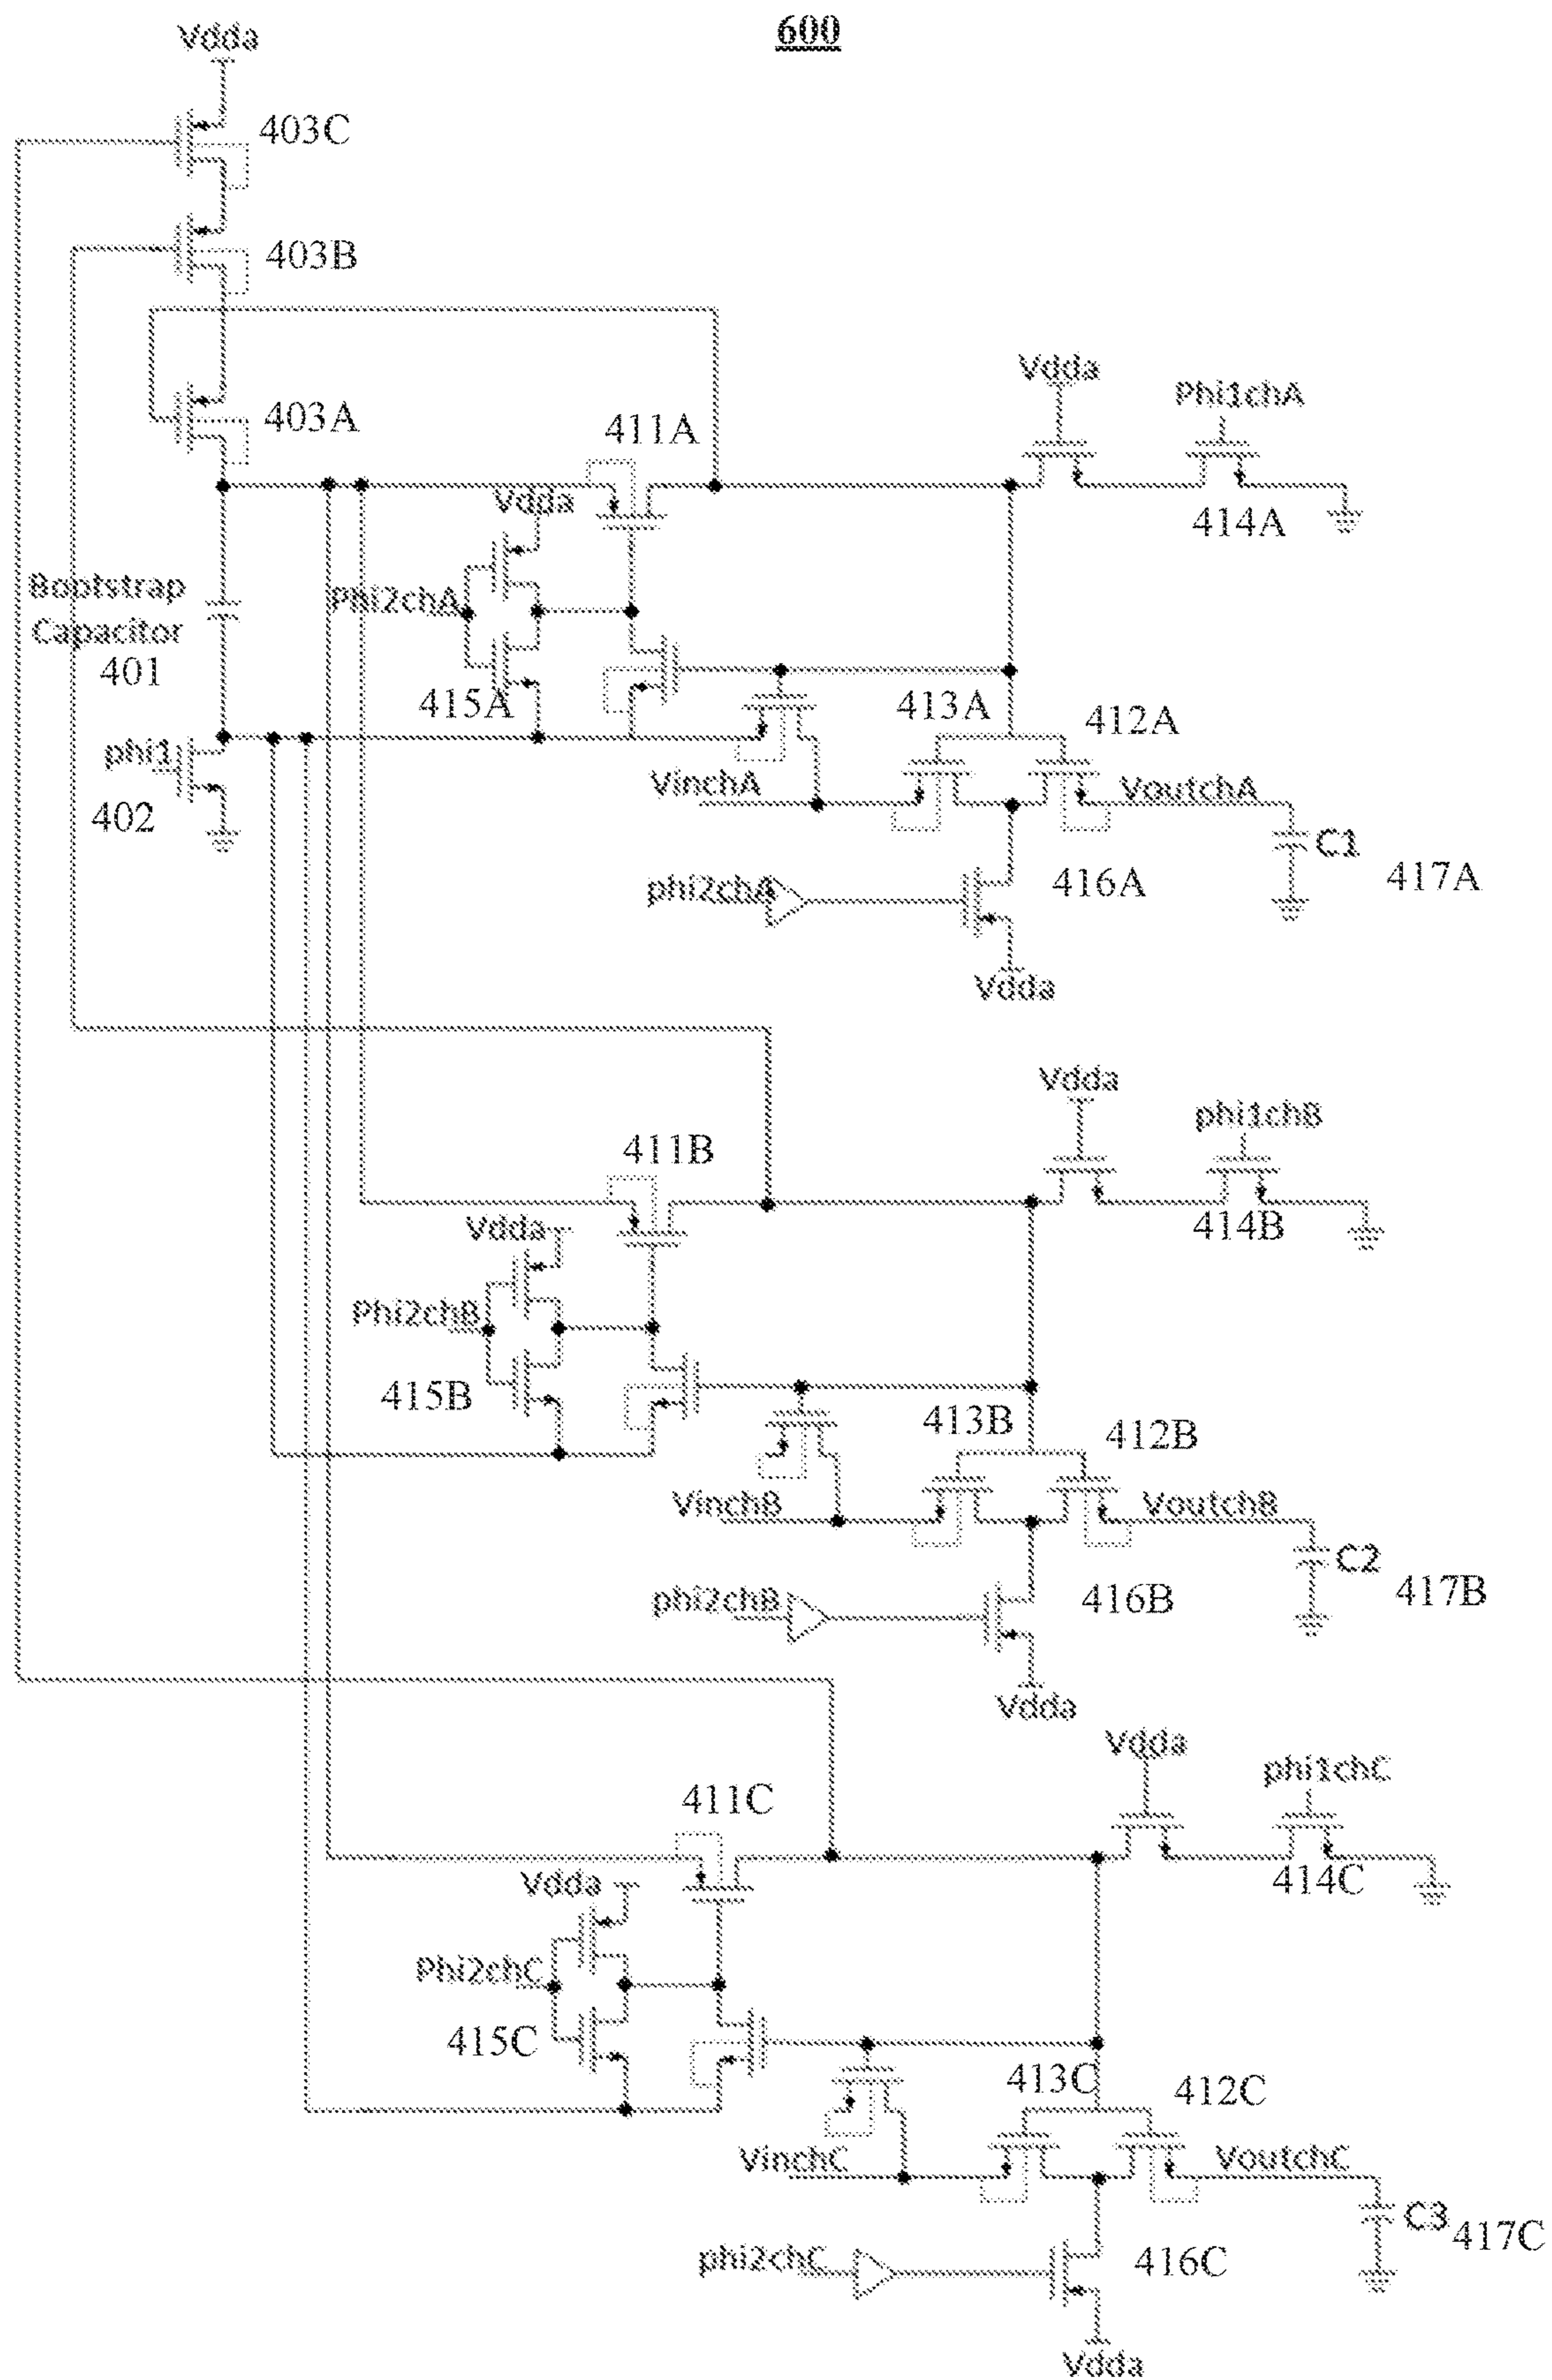 600
Vdda
403C
403B
403A
411A
Vdda
Phi1chA
414A
Vdda
Phi2chA
415A
Bootstrap
Capacitor
401
phi1
402
413A
412A
VinchA
VoutchA
C1
417A
phi2chA
416A
Vdda
411B
Vdda
phi1chB
414B
Vdda
Phi2chB
415B
413B
412B
VinchB
VoutchB
C2
417B
phi2chB
416B
Vdda
411C
Vdda
phi1chC
414C
Vdda
Phi2chC
415C
413C
412C
VinchC
VoutchC
C3
417C
phi2chC
416C
Vdda